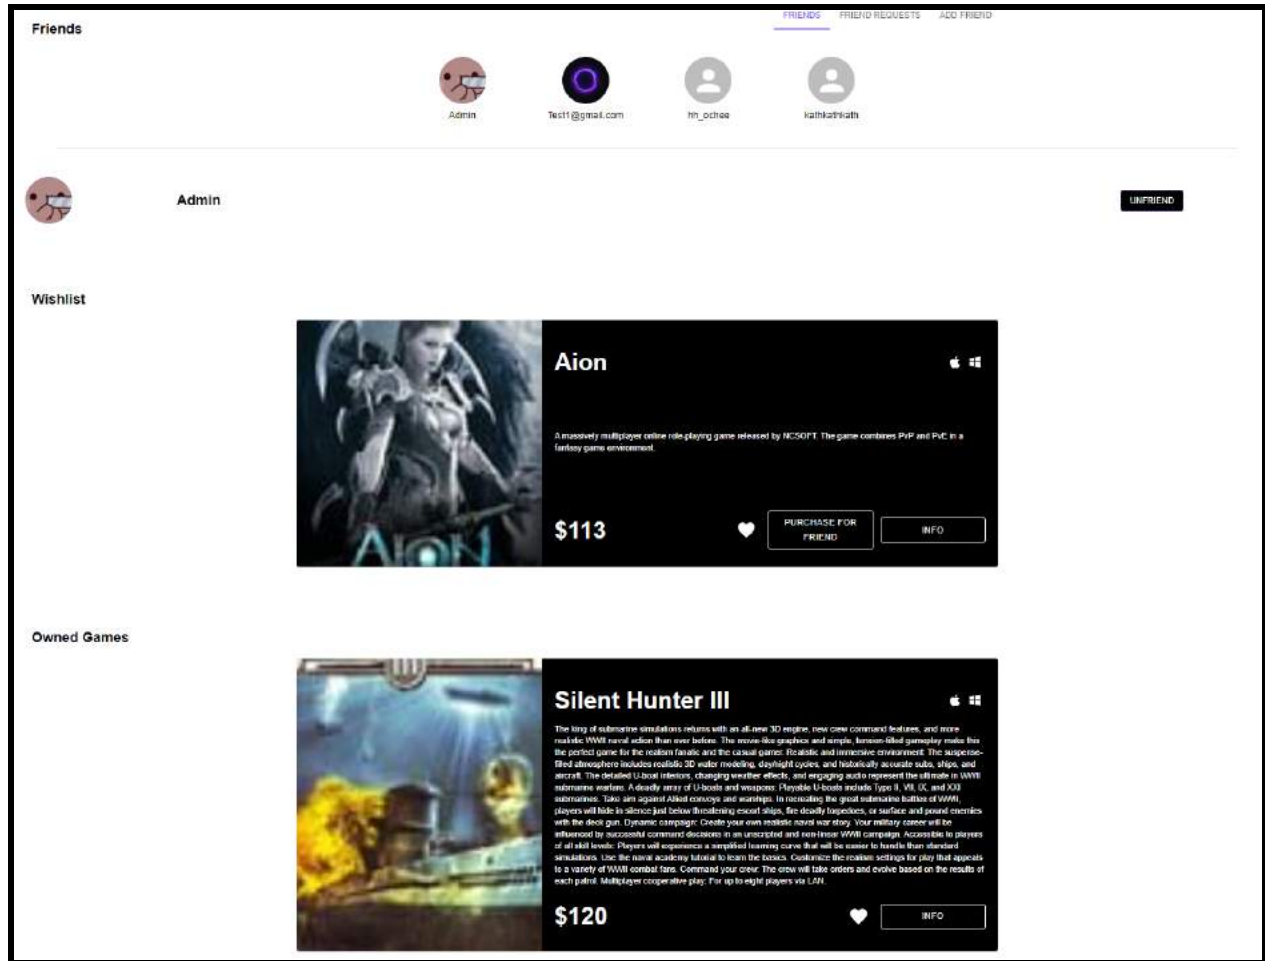 FRIENDS FRIEND REQUESTS ADD FRIEND
Friends
Admin Test1@gmail.com hh_ochee kathkathkath
Admin UNFRIEND
Wishlist
Aion
A massively multiplayer online role-playing game released by NCSOFT. The game combines PvP and PvE in a
fantasy game environment.
$113 PURCHASE FOR
FRIEND INFO
AION
Owned Games
III
Silent Hunter III
The king of submarine simulations returns with an all-new 3D engine, new crew command features, and more
realistic WWII naval action than ever before. The movie-like graphics and simple, tension-filled gameplay make this
the perfect game for the realism fanatic and the casual gamer. Realistic and immersive environment: The suspense-
filled atmosphere includes realistic 3D water modeling, day/night cycles, and historically accurate subs, ships, and
aircraft. The detailed U-boat interiors, changing weather effects, and engaging audio represent the ultimate in WWII
submarine warfare. A deadly array of U-boats and weapons: Playable U-boats include Type II, VII, IX, and XXI
submarines. Take aim against Allied convoys and warships. In recreating the great submarine battles of WWII,
players will hide in silence just below threatening escort ships, fire deadly torpedoes, or surface and pound enemies
with the deck gun. Dynamic campaign: Create your own realistic naval war story. Your military career will be
influenced by successful command decisions in an unscripted and non-linear WWII campaign. Accessible to players
of all skill levels: Players will experience a simplified learning curve that will be easier to handle than standard
simulations. Use the naval academy tutorial to learn the basics. Customize the realism settings for play that appeals
to a variety of WWII combat fans. Command your crew: The crew will take orders and evolve based on the results of
each patrol. Multiplayer cooperative play: For up to eight players via LAN.
$120 INFO